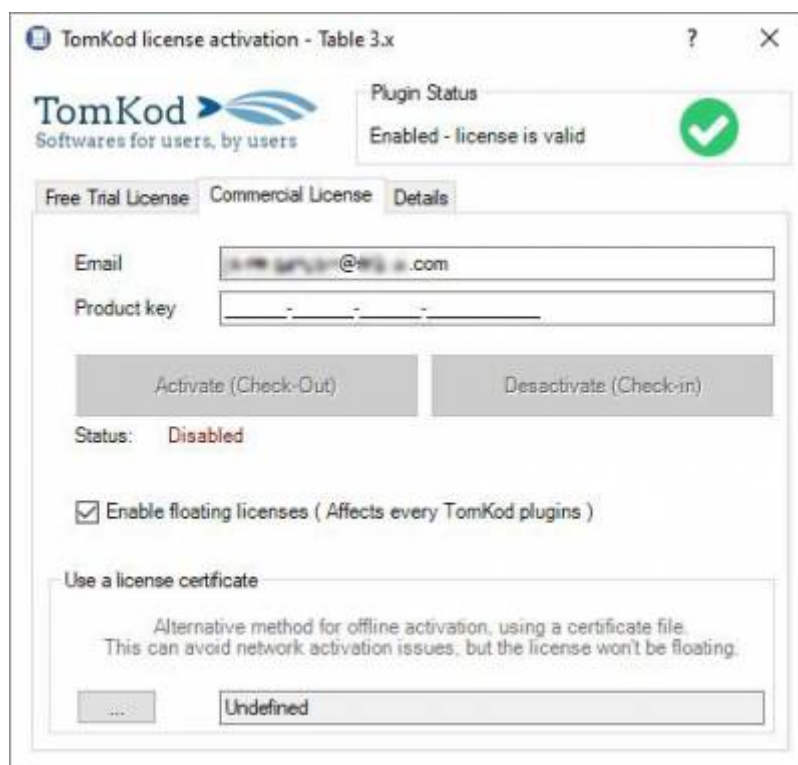 TomKod license activation - Table 3.x
?
TomKod
Softwares for users, by users
Plugin Status
Enabled - license is valid
Free Trial License
Commercial License
Details
Email
@
.com
Product key
Activate (Check-Out)
Desactivate (Check-in)
Status:
Disabled
Enable floating licenses ( Affects every TomKod plugins )
Use a license certificate
Alternative method for offline activation, using a certificate file.
This can avoid network activation issues, but the license won't be floating.
...
Undefined